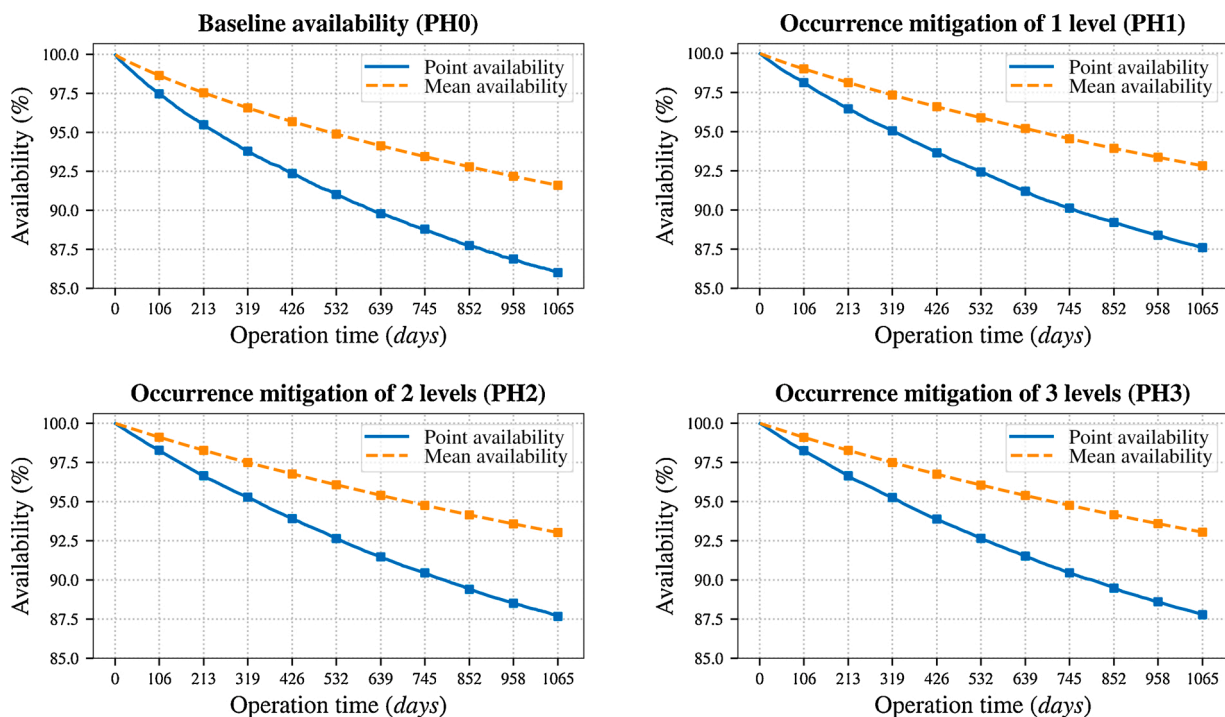 Baseline availability (PH0)
Availability (%)
100.0
97.5
95.0
92.5
90.0
87.5
85.0
Point availability
Mean availability
0 106 213 319 426 532 639 745 852 958 1065
Operation time (days)
Occurrence mitigation of 1 level (PH1)
Availability (%)
100.0
97.5
95.0
92.5
90.0
87.5
85.0
Point availability
Mean availability
0 106 213 319 426 532 639 745 852 958 1065
Operation time (days)
Occurrence mitigation of 2 levels (PH2)
Availability (%)
100.0
97.5
95.0
92.5
90.0
87.5
85.0
Point availability
Mean availability
0 106 213 319 426 532 639 745 852 958 1065
Operation time (days)
Occurrence mitigation of 3 levels (PH3)
Availability (%)
100.0
97.5
95.0
92.5
90.0
87.5
85.0
Point availability
Mean availability
0 106 213 319 426 532 639 745 852 958 1065
Operation time (days)